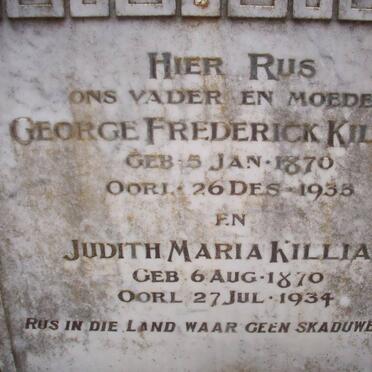 HIER RUS
ONS VADER EN MOEDE
GEORGE FREDERICK KIL
GEB 5 JAN 1870
OORL 26 DES 1933
EN
JUDITH MARIA KILLIA
GEB 6 AUG 1870
OORL 27 JUL 1934
RUS IN DIE LAND WAAR GEEN SKADUWE